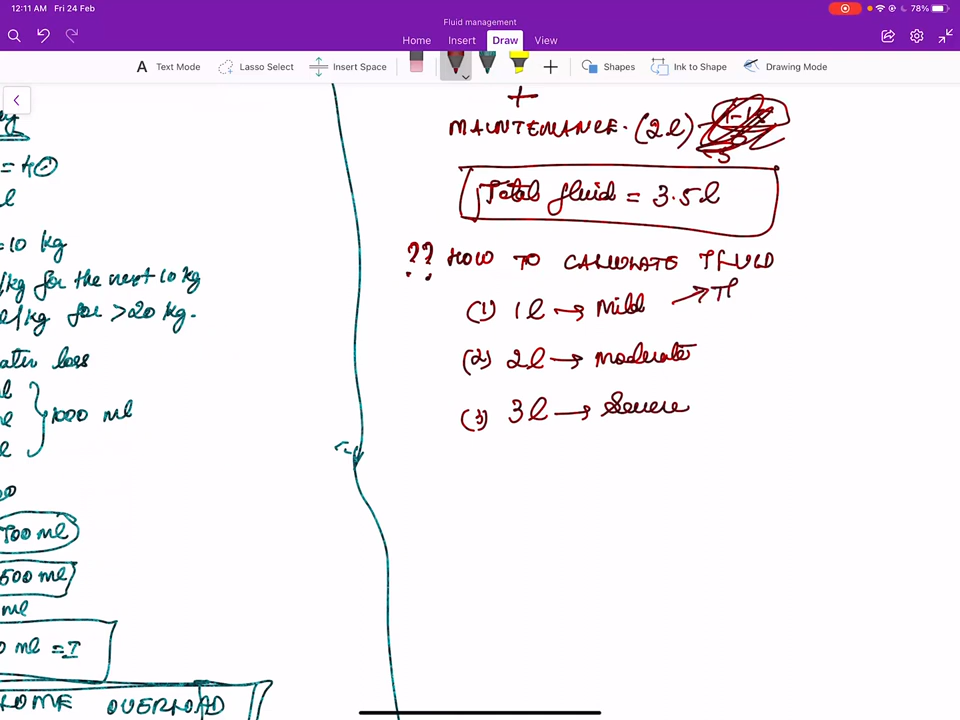 12:11 AM Fri 24 Feb
78%
Fluid management
Home Insert Draw View
Text Mode Lasso Select Insert Space Shapes Ink to Shape Drawing Mode
+
MAINTENANCE. (2l)
Total fluid = 3.5l
?? HOW TO CALCULATE
(1) 1l → Mild →
(2) 2l → moderate
(3) 3l → Severe
l
=10 kg
/kg for the next 10 kg
/kg for >20 kg.
loss
l
l } 1000 ml
l
700 ml
500 ml
ml
0 ml = I
OVERLOAD